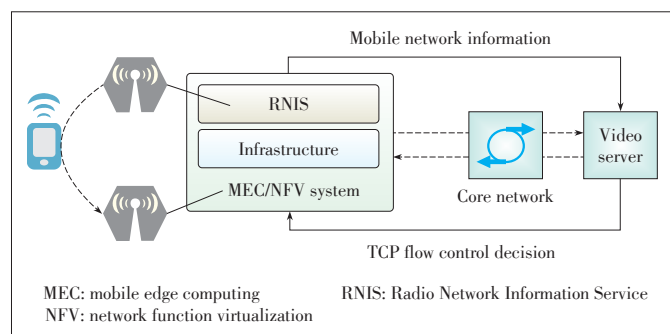 Mobile network information
RNIS
Infrastructure
MEC/NFV system
Core network
Video
server
TCP flow control decision
MEC: mobile edge computing
RNIS: Radio Network Information Service
NFV: network function virtualization